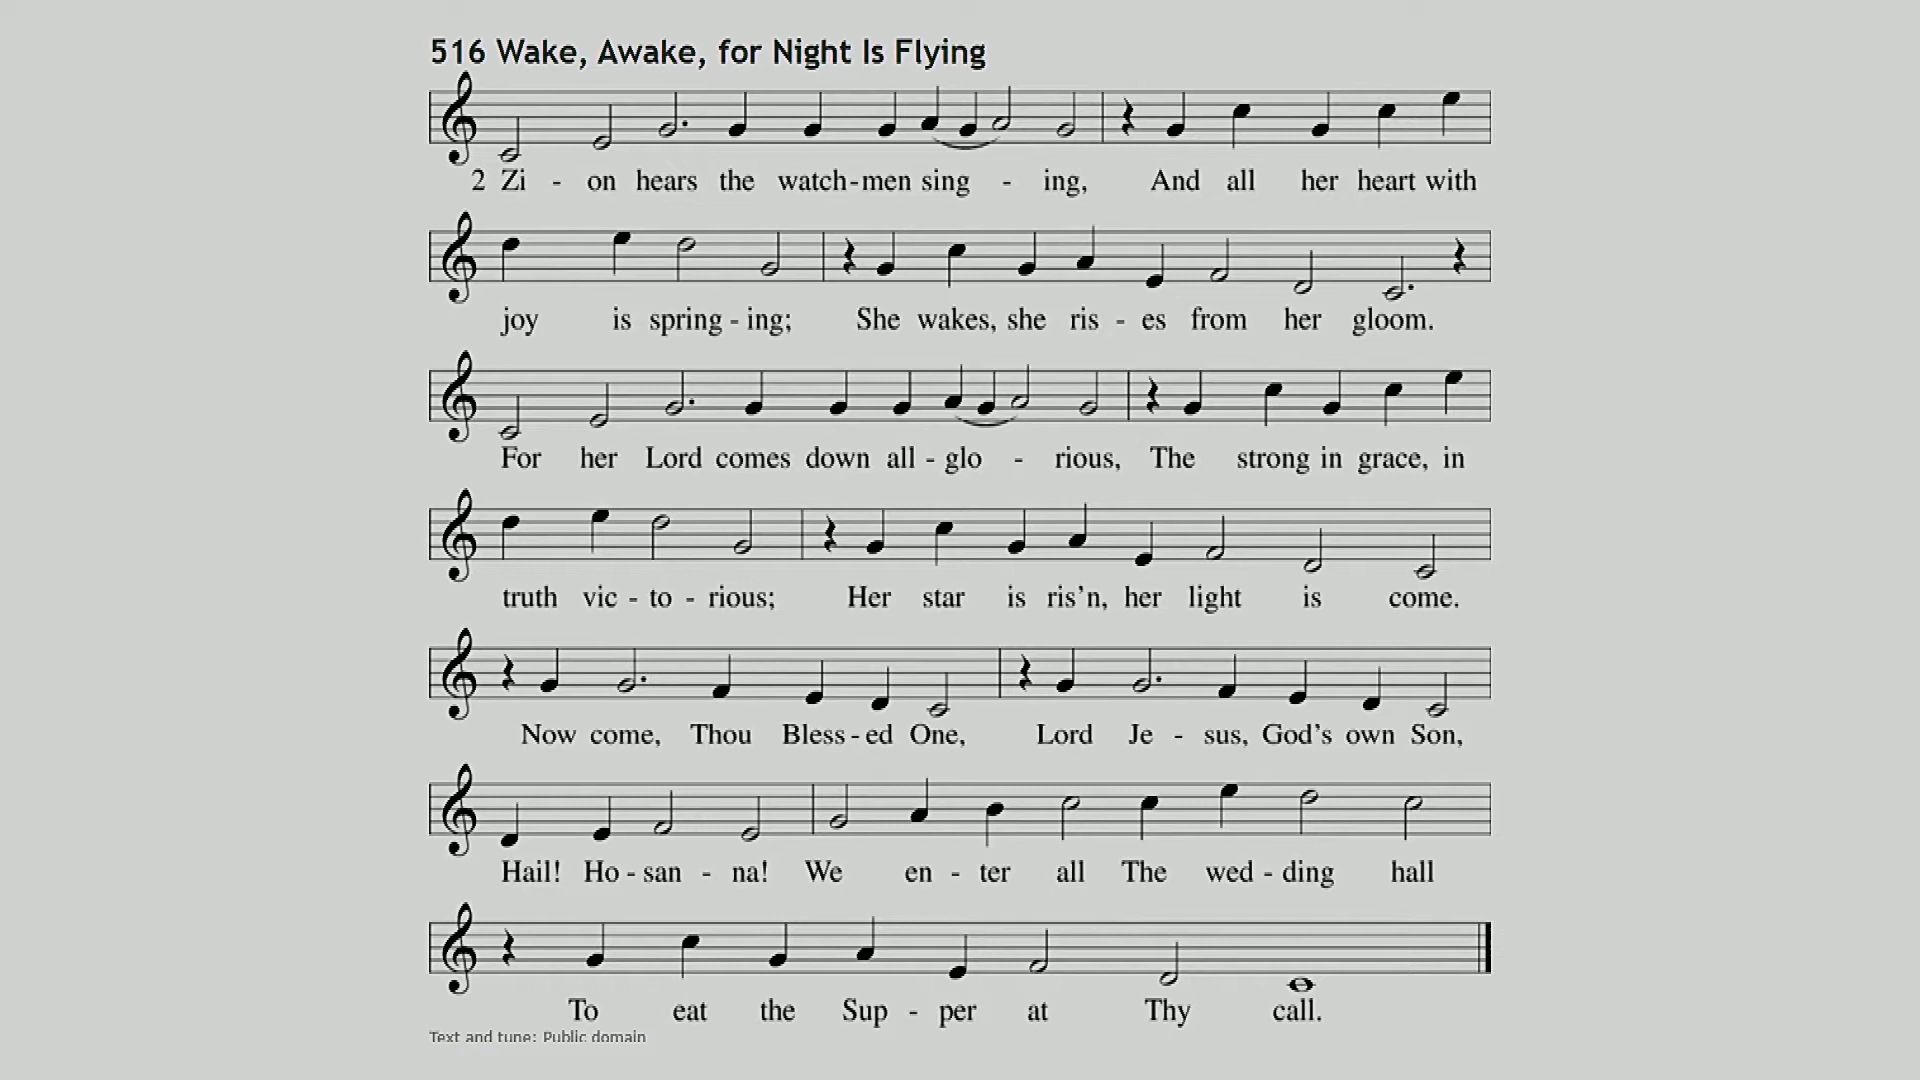 516 Wake, Awake, for Night Is Flying
2 Zi - on hears the watch-men sing - ing, And all her heart with
joy is spring - ing; She wakes, she ris - es from her gloom.
For her Lord comes down all - glo - rious, The strong in grace, in
truth vic - to - rious; Her star is ris'n, her light is come.
Now come, Thou Bless - ed One, Lord Je - sus, God's own Son,
Hail! Ho - san - na! We en - ter all The wed - ding hall
To eat the Sup - per at Thy call.
Text and tune: Public domain